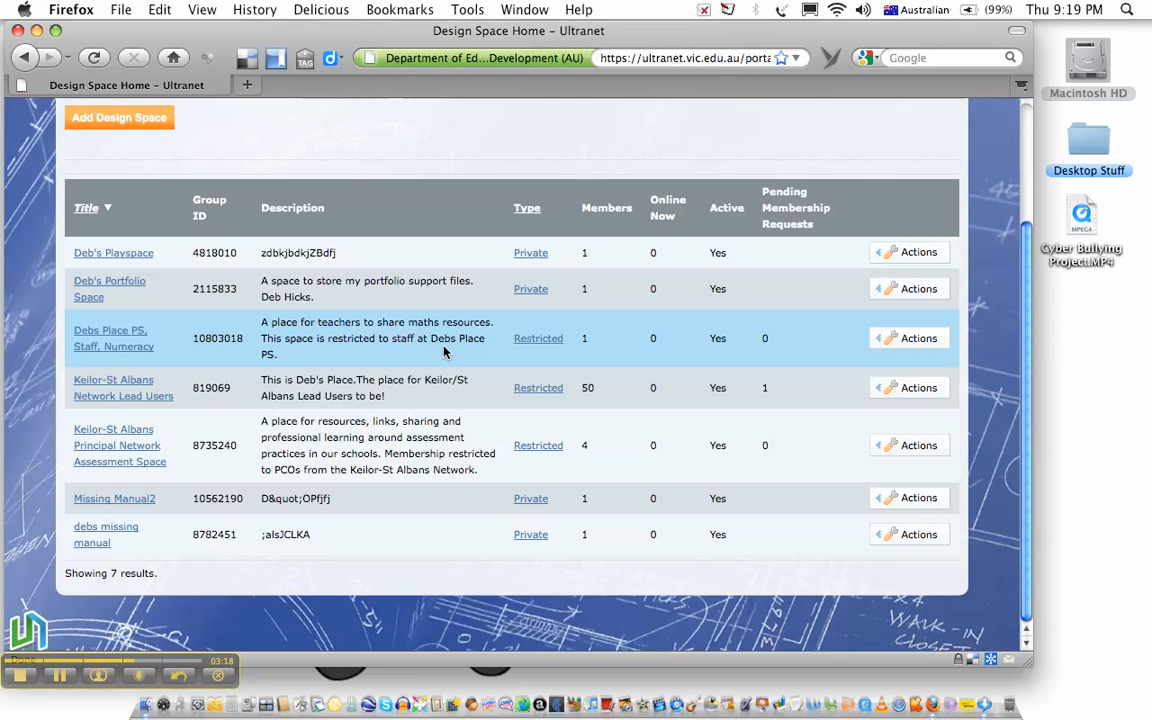 Firefox File Edit View History Delicious Bookmarks Tools Window Help Australian (99%) Thu 9:19 PM
Design Space Home – Ultranet
TAG Department of Ed...Development (AU) https://ultranet.vic.edu.au/porta Google
Design Space Home – Ultranet
Macintosh HD
Desktop Stuff
Cyber Bullying
Project.MP4
Add Design Space
Title ▼ Group ID Description Type Members Online Now Active Pending Membership Requests
Deb's Playspace 4818010 zdbkjbdkjZBdfj Private 1 0 Yes Actions
Deb's Portfolio Space 2115833 A space to store my portfolio support files. Deb Hicks. Private 1 0 Yes Actions
Debs Place PS, Staff, Numeracy 10803018 A place for teachers to share maths resources. This space is restricted to staff at Debs Place PS. Restricted 1 0 Yes 0 Actions
Keilor-St Albans Network Lead Users 819069 This is Deb's Place.The place for Keilor/St Albans Lead Users to be! Restricted 50 0 Yes 1 Actions
Keilor-St Albans Principal Network Assessment Space 8735240 A place for resources, links, sharing and professional learning around assessment practices in our schools. Membership restricted to PCOs from the Keilor-St Albans Network. Restricted 4 0 Yes 0 Actions
Missing Manual2 10562190 D&quot;OPfjfj Private 1 0 Yes Actions
debs missing manual 8782451 ;alsJCLKA Private 1 0 Yes Actions
Showing 7 results.
WALK-IN
CLOSET
Done
03:18